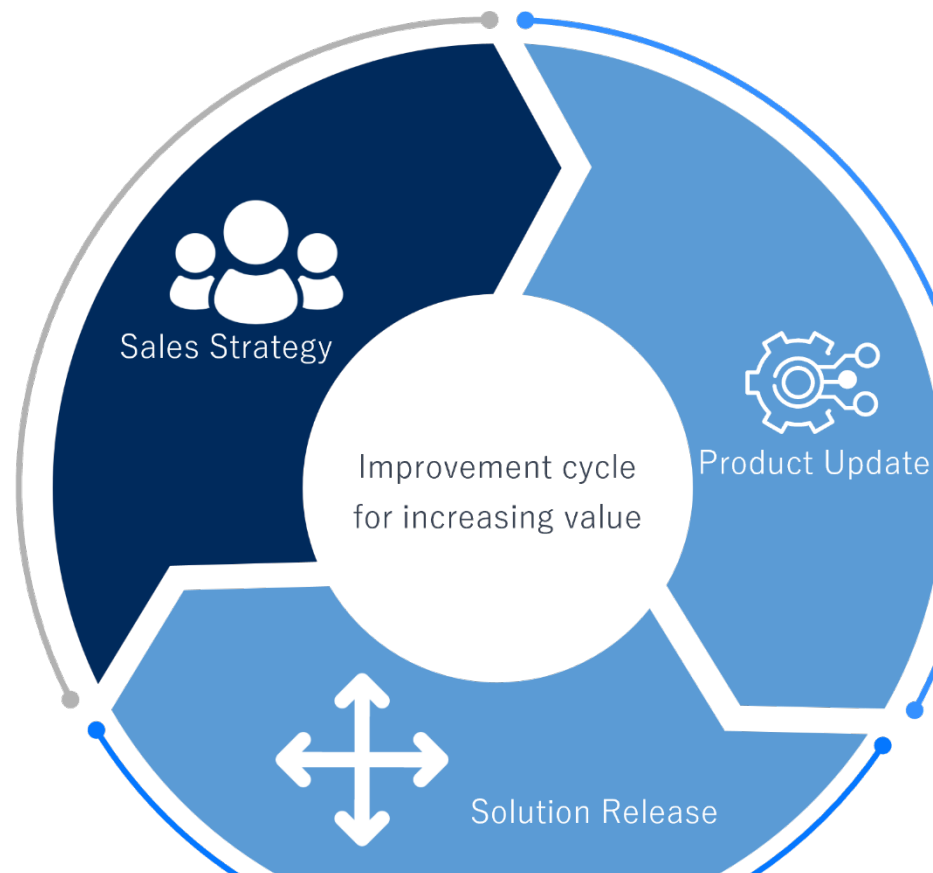 Sales Strategy
Product Update
Improvement cycle
for increasing value
Solution Release